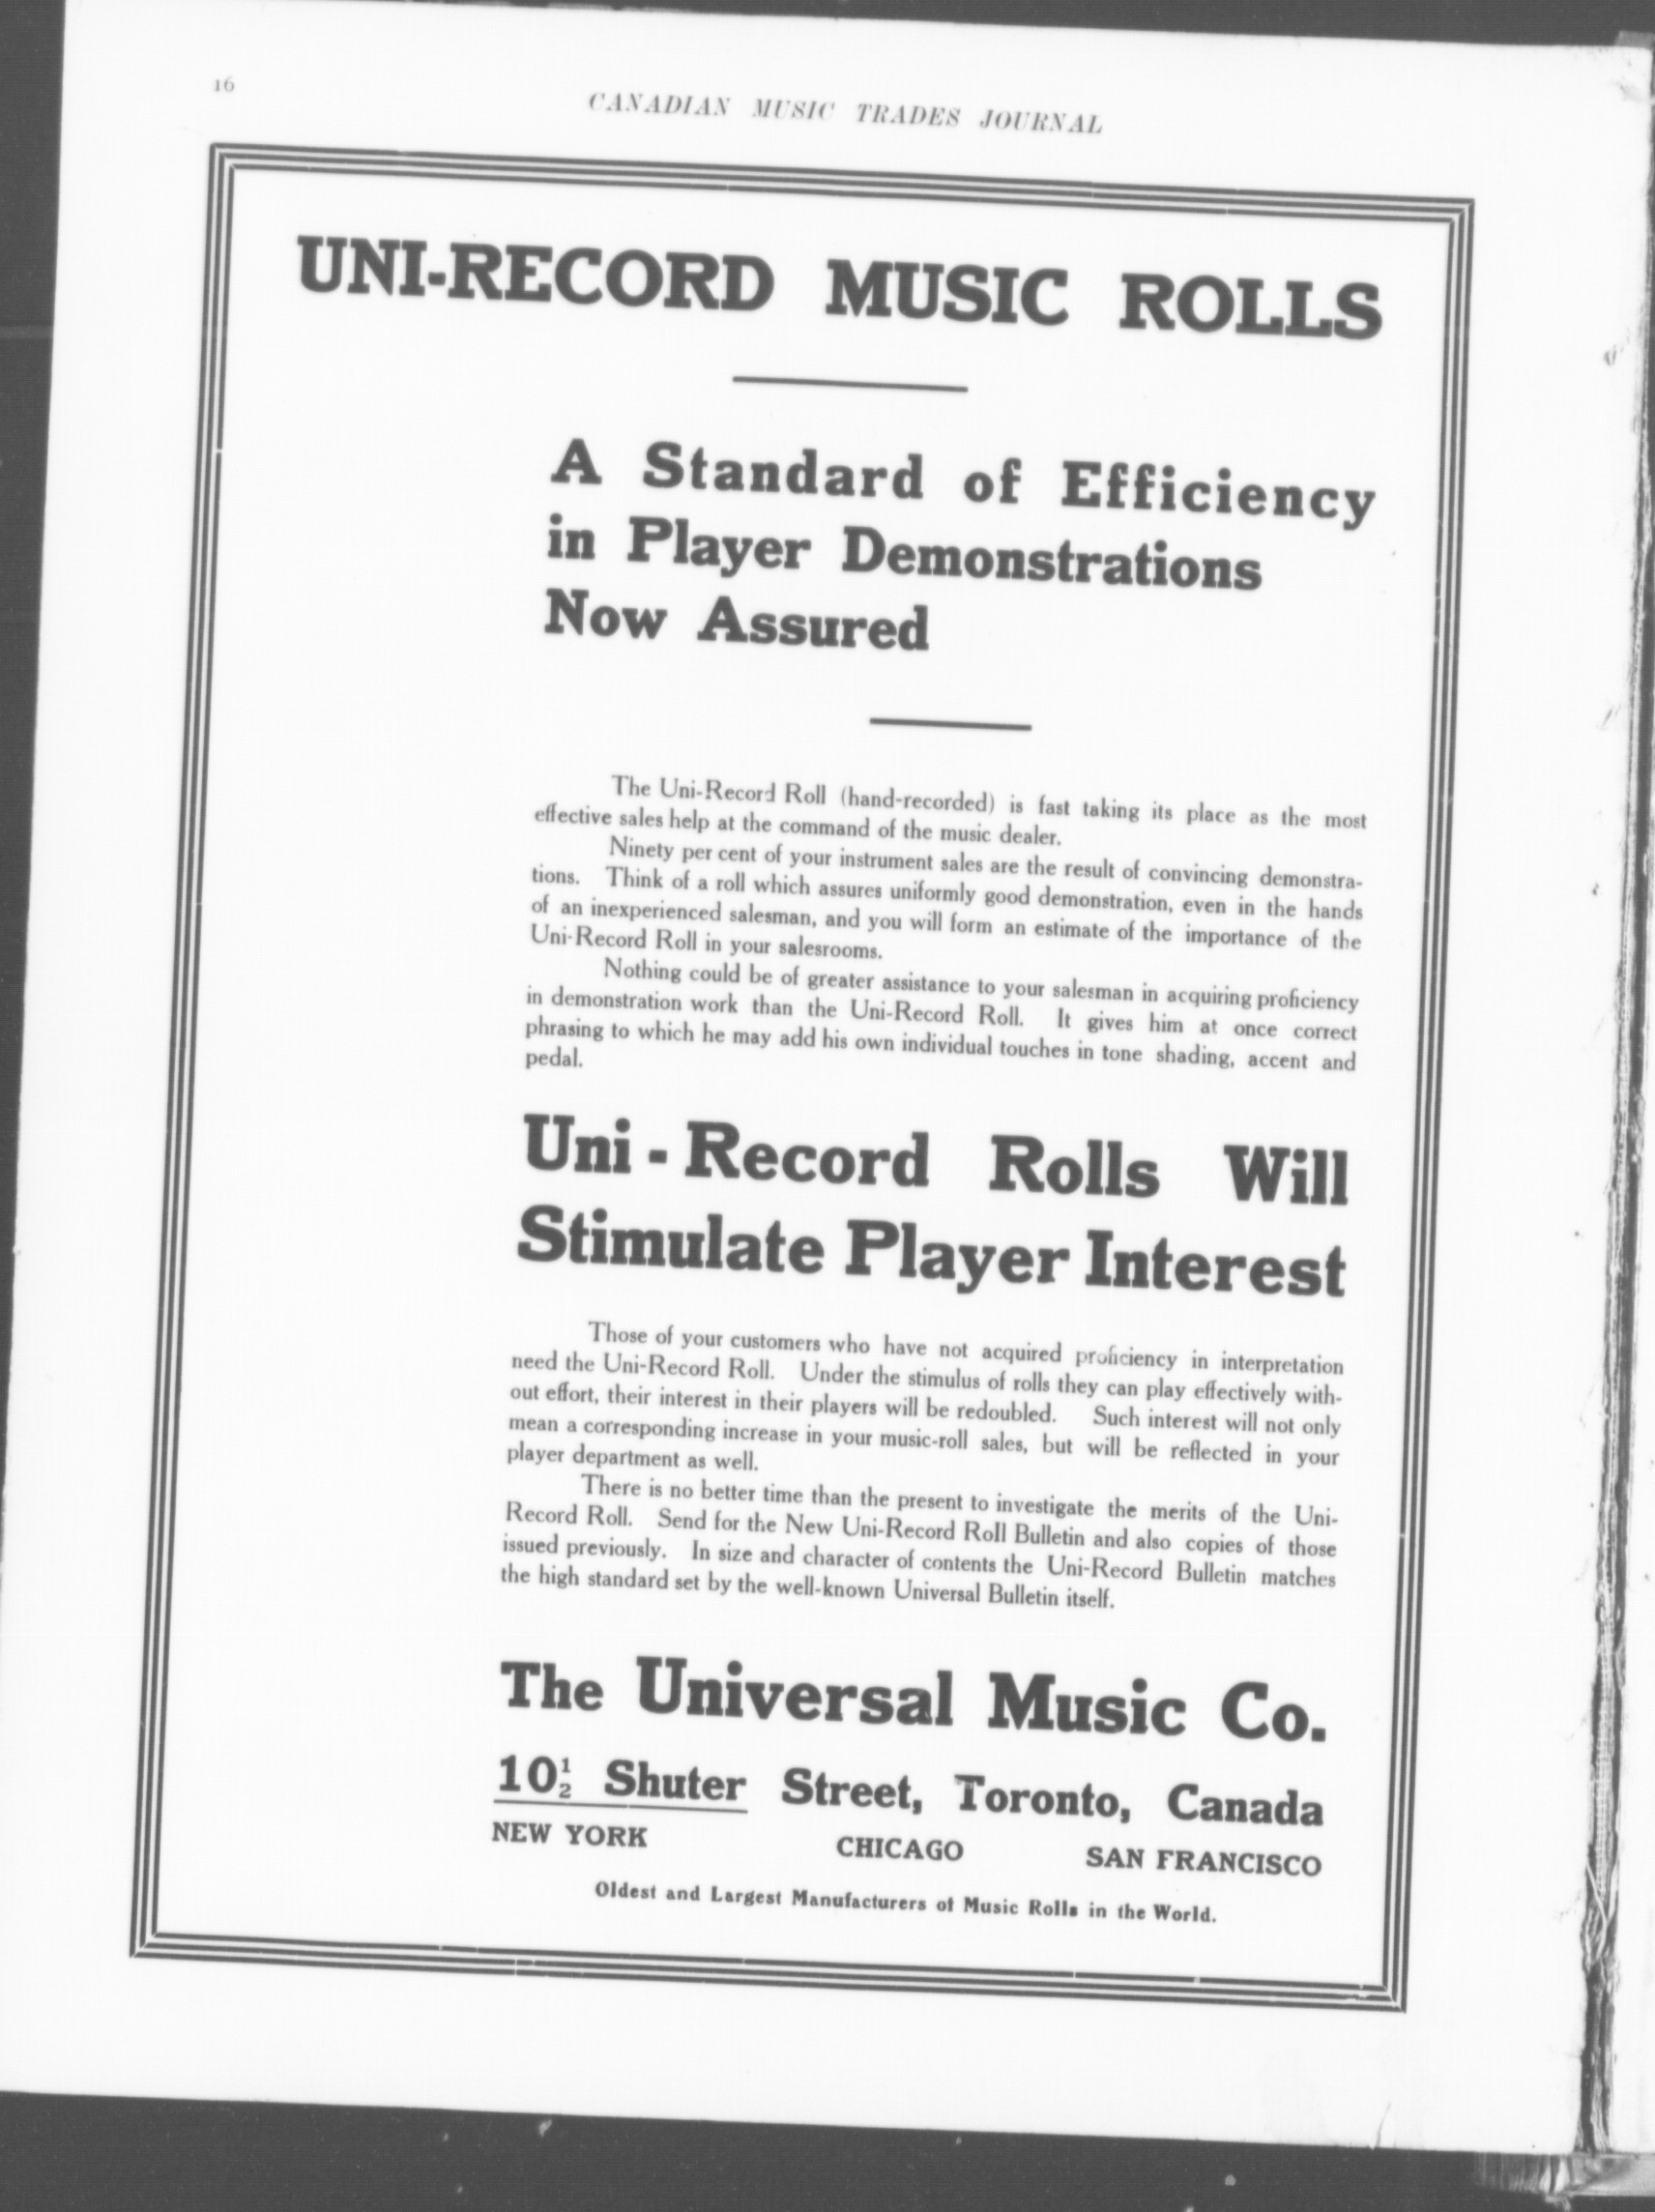 16
CANADIAN MUSIC TRADES JOURNAL
UNI-RECORD MUSIC ROLLS
A Standard of Efficiency
in Player Demonstrations
Now Assured
The Uni-Record Roll (hand-recorded) is fast taking its place as the most
effective sales help at the command of the music dealer.
Ninety per cent of your instrument sales are the result of convincing demonstra-
tions. Think of a roll which assures uniformly good demonstration, even in the hands
of an inexperienced salesman, and you will form an estimate of the importance of the
Uni-Record Roll in your salesrooms.
Nothing could be of greater assistance to your salesman in acquiring proficiency
in demonstration work than the Uni-Record Roll. It gives him at once correct
phrasing to which he may add his own individual touches in tone shading, accent and
pedal.
Uni-Record Rolls Will
Stimulate Player Interest
Those of your customers who have not acquired proficiency in interpretation
need the Uni-Record Roll. Under the stimulus of rolls they can play effectively with-
out effort, their interest in their players will be redoubled. Such interest will not only
mean a corresponding increase in your music-roll sales, but will be reflected in your
player department as well.
There is no better time than the present to investigate the merits of the Uni-
Record Roll. Send for the New Uni-Record Roll Bulletin and also copies of those
issued previously. In size and character of contents the Uni-Record Bulletin matches
the high standard set by the well-known Universal Bulletin itself.
The Universal Music Co.
10½ Shuter Street, Toronto, Canada
NEW YORK CHICAGO SAN FRANCISCO
Oldest and Largest Manufacturers of Music Rolls in the World.